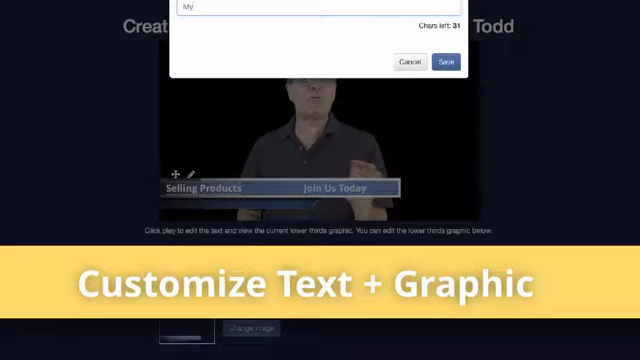 My
Chars left: 31
Creat
Todd
Cancel
Save
Selling Products
Join Us Today
Click play to edit the text and view the current lower thirds graphic. You can edit the lower thirds graphic below.
Customize Text + Graphic
Change image